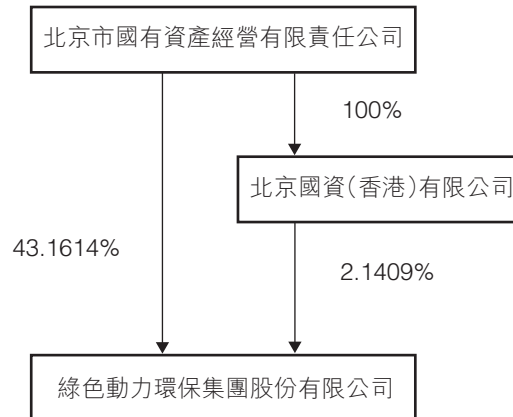 北京市國有資產經營有限責任公司
100%
北京國資(香港)有限公司
43.1614%
2.1409%
綠色動力環保集團股份有限公司